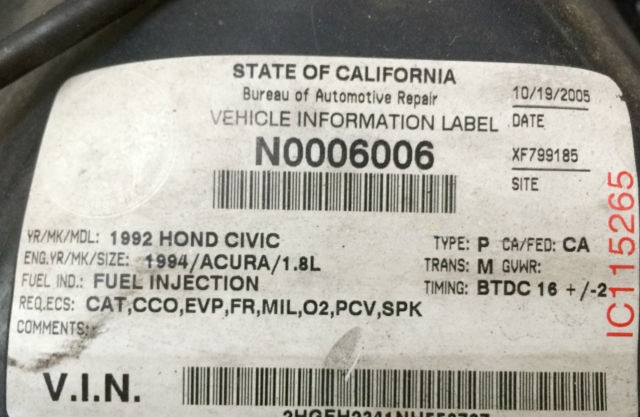 STATE OF CALIFORNIA
Bureau of Automotive Repair
VEHICLE INFORMATION LABEL
N0006006
10/19/2005
DATE
XF799185
SITE
YR/MK/MDL: 1992 HOND CIVIC
ENG.YR/MK/SIZE: 1994/ACURA/1.8L
FUEL IND.: FUEL INJECTION
REQ.ECS: CAT,CCO,EVP,FR,MIL,O2,PCV,SPK
COMMENTS:
TYPE: P CA/FED: CA
TRANS: M GVWR:
TIMING: BTDC 16 +/-2
IC115265
V.I.N.